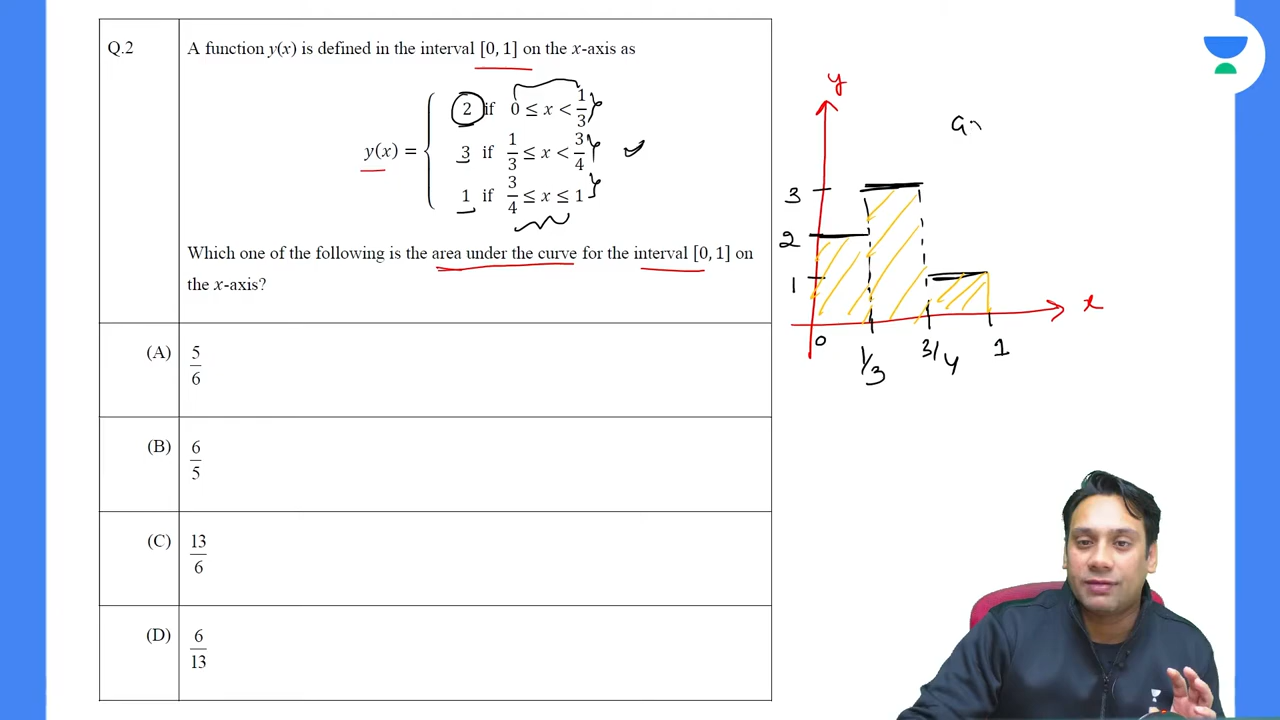 Q.2 A function y(x) is defined in the interval [0, 1] on the x-axis as
y(x) = { 2 if 0 ≤ x < 1/3
3 if 1/3 ≤ x < 3/4
1 if 3/4 ≤ x ≤ 1
Which one of the following is the area under the curve for the interval [0, 1] on
the x-axis?
(A) 5/6
(B) 6/5
(C) 13/6
(D) 6/13
y
3
2
1
x
0 1/3 3/4 1